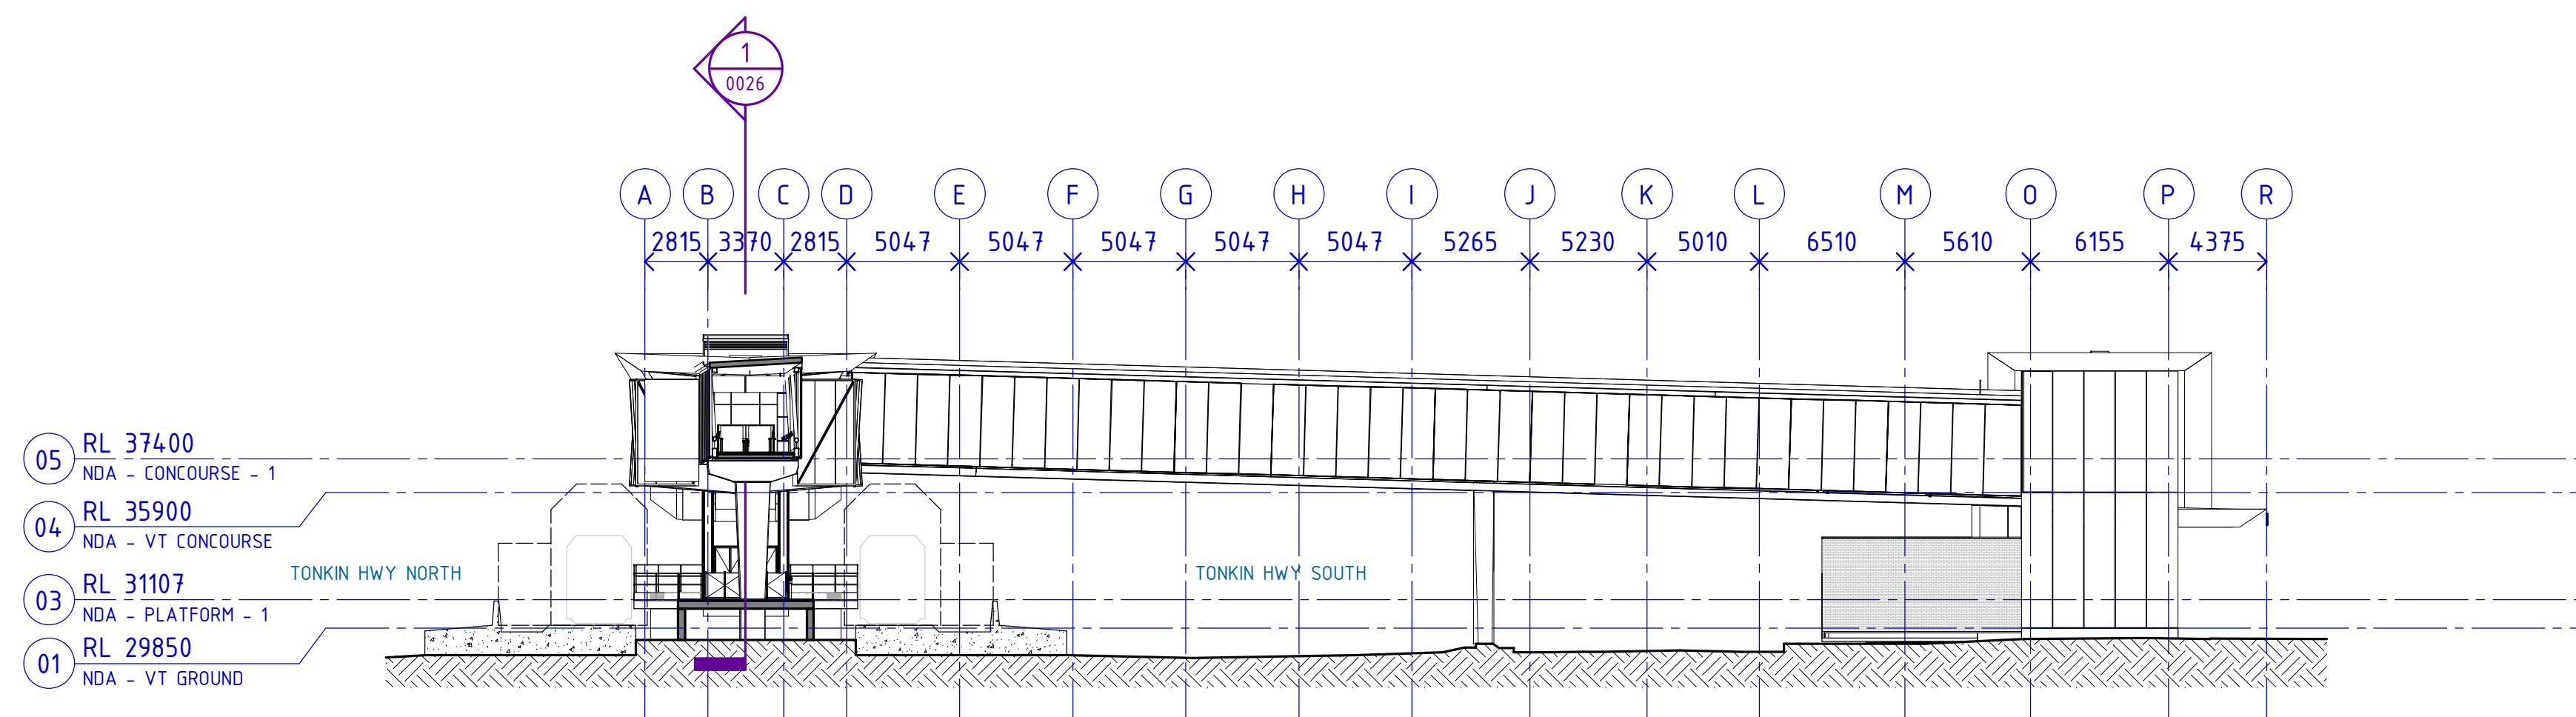 1
0026
A B C D E F G H I J K L M O P R
2815 3370 2815 5047 5047 5047 5047 5047 5265 5230 5010 6510 5610 6155 4375
05 RL 37400
NDA - CONCOURSE - 1
04 RL 35900
NDA - VT CONCOURSE
TONKIN HWY NORTH TONKIN HWY SOUTH
03 RL 31107
NDA - PLATFORM - 1
01 RL 29850
NDA - VT GROUND